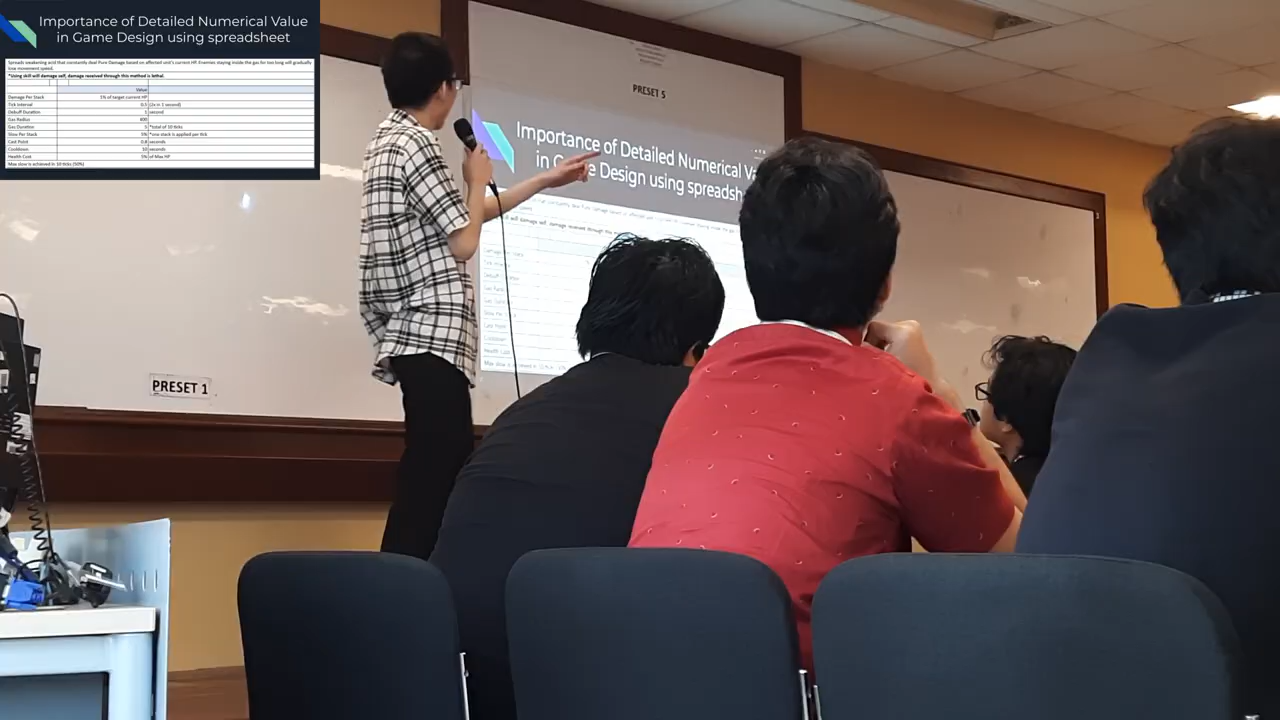 Importance of Detailed Numerical Value
in Game Design using spreadsheet
Spreads weakening acid that constantly deal Pure Damage based on affected unit's current HP. Enemies staying inside the gas for too long will gradually
lose movement speed.
*Using skill will damage self, damage received through this method is lethal.
Value
Damage Per Stack 1% of target current HP
Tick Interval 0.5 (2x in 1 second)
Debuff Duration 1 second
Gas Radius 600
Gas Duration 5 *total of 10 ticks
Slow Per Stack 5% *one stack is applied per tick
Cast Point 0.8 seconds
Cooldown 10 seconds
Health Cost 5% of Max HP
Max slow is achieved in 10 ticks (50%)
PRESET 5
Importance of Detailed Numerical Va
in G e Design using spreadsh
PRESET 1